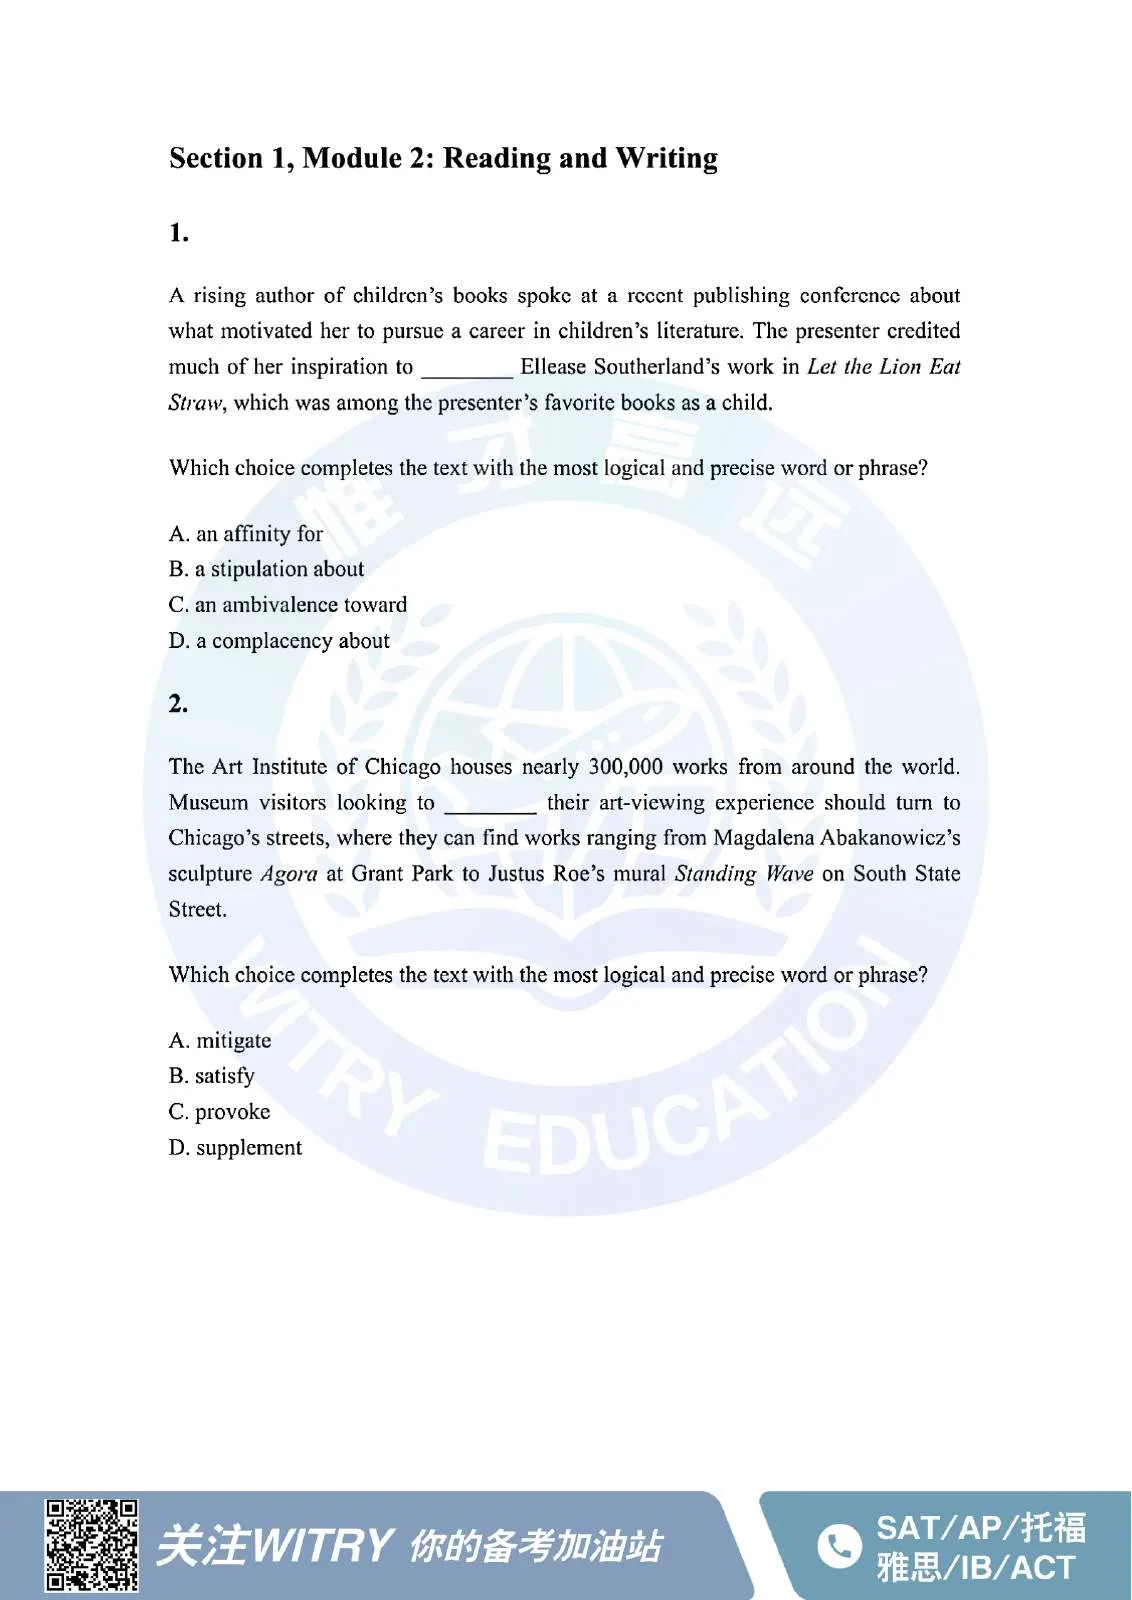 Section 1, Module 2: Reading and Writing
1.
A rising author of children’s books spoke at a recent publishing conference about
what motivated her to pursue a career in children’s literature. The presenter credited
much of her inspiration to ________ Ellease Southerland’s work in Let the Lion Eat
Straw, which was among the presenter’s favorite books as a child.
Which choice completes the text with the most logical and precise word or phrase?
A. an affinity for
B. a stipulation about
C. an ambivalence toward
D. a complacency about
2.
The Art Institute of Chicago houses nearly 300,000 works from around the world.
Museum visitors looking to ________ their art-viewing experience should turn to
Chicago’s streets, where they can find works ranging from Magdalena Abakanowicz’s
sculpture Agora at Grant Park to Justus Roe’s mural Standing Wave on South State
Street.
Which choice completes the text with the most logical and precise word or phrase?
A. mitigate
B. satisfy
C. provoke
D. supplement
惟才高远
WITRY EDUCATION
关注WITRY 你的备考加油站
SAT/AP/托福
雅思/IB/ACT